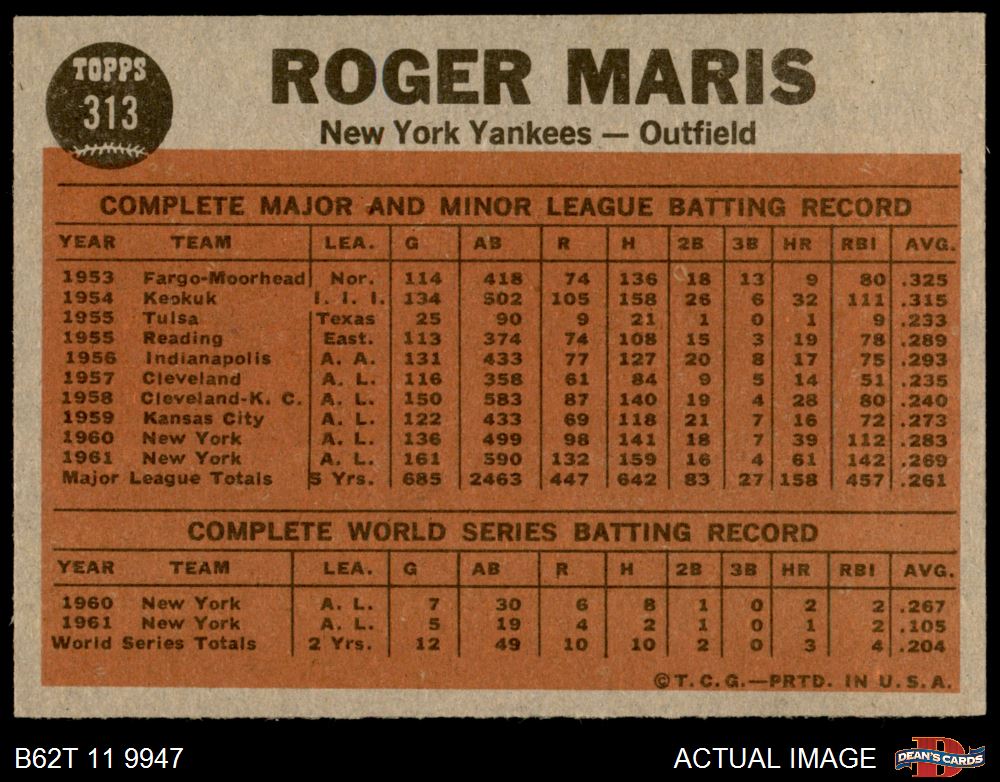 TOPPS
313
ROGER MARIS
New York Yankees — Outfield
COMPLETE MAJOR AND MINOR LEAGUE BATTING RECORD
YEAR TEAM LEA. G AB R H 2B 3B HR RBI AVG.
1953 Fargo-Moorhead Nor. 114 418 74 136 18 13 9 80 .325
1954 Keokuk I. I. I. 134 502 105 158 26 6 32 111 .315
1955 Tulsa Texas 25 90 9 21 1 0 1 9 .233
1955 Reading East. 113 374 74 108 15 3 19 78 .289
1956 Indianapolis A. A. 131 433 77 127 20 8 17 75 .293
1957 Cleveland A. L. 116 358 61 84 9 5 14 51 .235
1958 Cleveland-K. C. A. L. 150 583 87 140 19 4 28 80 .240
1959 Kansas City A. L. 122 433 69 118 21 7 16 72 .273
1960 New York A. L. 136 499 98 141 18 7 39 112 .283
1961 New York A. L. 161 590 132 159 16 4 61 142 .269
Major League Totals 5 Yrs. 685 2463 447 642 83 27 158 457 .261
COMPLETE WORLD SERIES BATTING RECORD
YEAR TEAM LEA. G AB R H 2B 3B HR RBI AVG.
1960 New York A. L. 7 30 6 8 1 0 2 2 .267
1961 New York A. L. 5 19 4 2 1 0 1 2 .105
World Series Totals 2 Yrs. 12 49 10 10 2 0 3 4 .204
©T.C.G.—PRTD. IN U.S.A.
B62T 11 9947 ACTUAL IMAGE DEAN'S CARDS